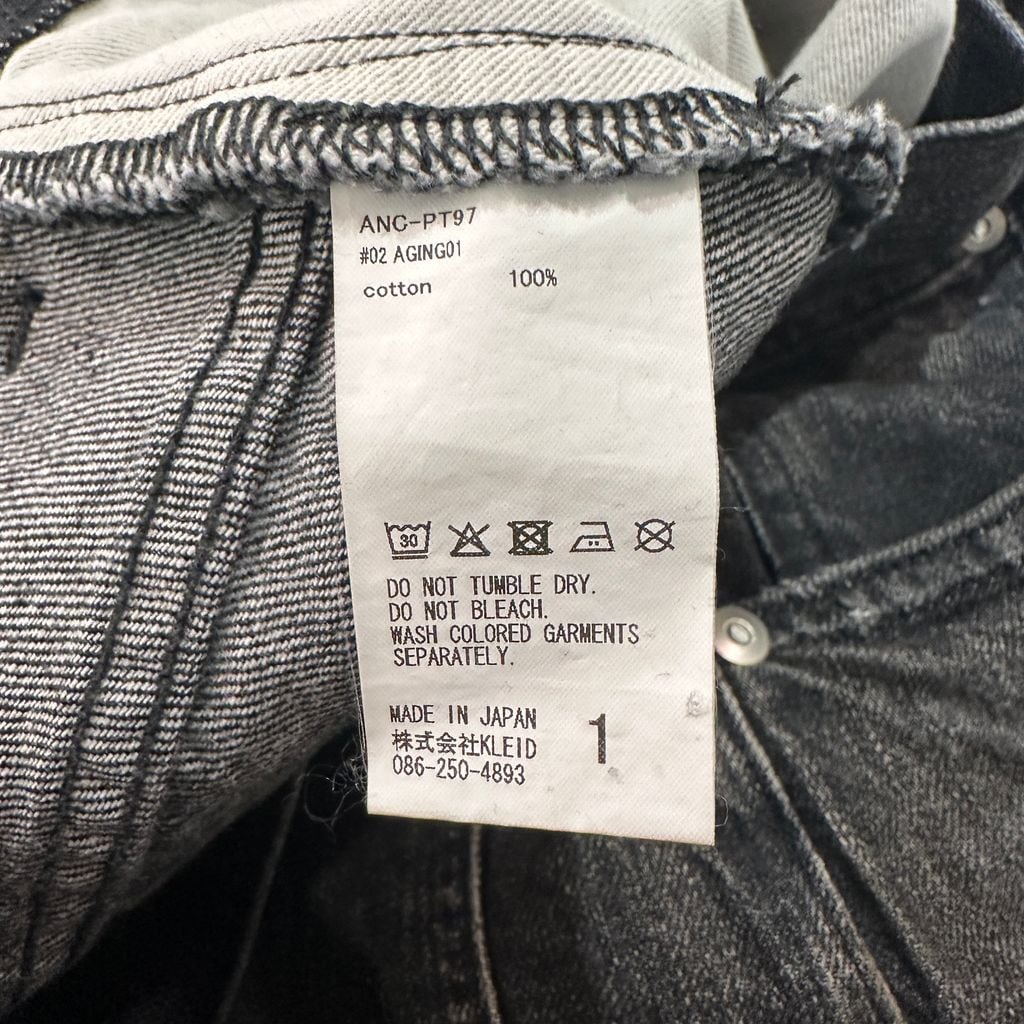 ANC-PT97
#02 AGING01
cotton 100%
30
DO NOT TUMBLE DRY.
DO NOT BLEACH.
WASH COLORED GARMENTS
SEPARATELY.
MADE IN JAPAN
株式会社KLEID
086-250-4893
1